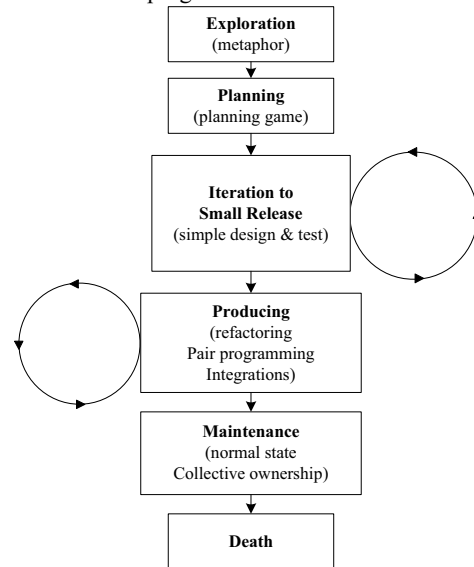 Exploration
(metaphor)
Planning
(planning game)
Iteration to
Small Release
(simple design & test)
Producing
(refactoring
Pair programming
Integrations)
Maintenance
(normal state
Collective ownership)
Death